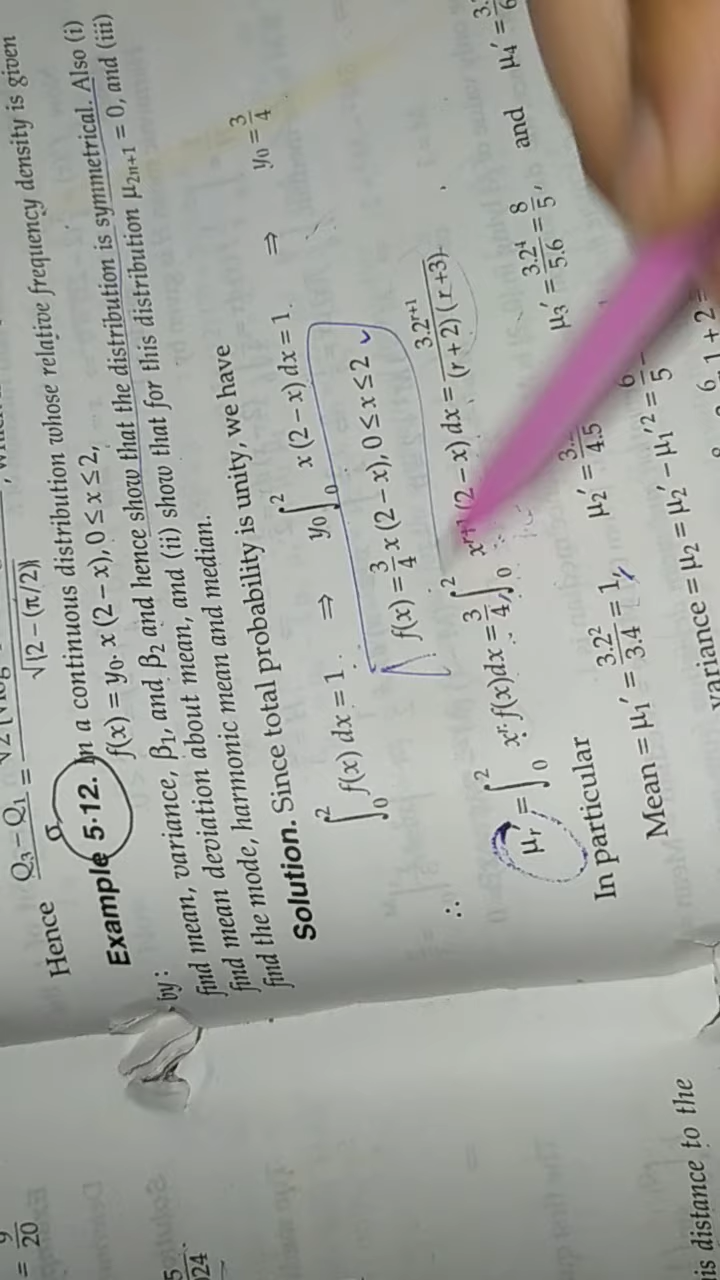 Hence Q₃ − Q₁ = √(2 − (π/2))
σ
Example 5·12. In a continuous distribution whose relative frequency density is given
by :
f(x) = y₀. x (2 − x), 0 ≤ x ≤ 2,
find mean, variance, β₁, and β₂ and hence show that the distribution is symmetrical. Also (i)
find mean deviation about mean, and (ii) show that for this distribution μ₂ₙ₊₁ = 0, and (iii)
find the mode, harmonic mean and median.
Solution. Since total probability is unity, we have
∫₀² f(x) dx = 1 ⇒ y₀ ∫₀² x (2 − x) dx = 1 ⇒ y₀ = 3/4
f(x) = 3/4 x (2 − x), 0 ≤ x ≤ 2
∴ μᵣ′ = ∫₀² xʳ f(x)dx = 3/4 ∫₀² xʳ⁺¹ (2 − x) dx = 3.2ʳ⁺¹/(r + 2) (r + 3)
In particular
Mean = μ₁′ = 3.2²/3.4 = 1, μ₂′ = 3./4.5 μ₃′ = 3.2⁴/5.6 = 8/5, and μ₄′ = 3./6
variance = μ₂ = μ₂′ − μ₁′² = 6/5
6 1 + 2 =
= 9/20
5
024
is distance to the